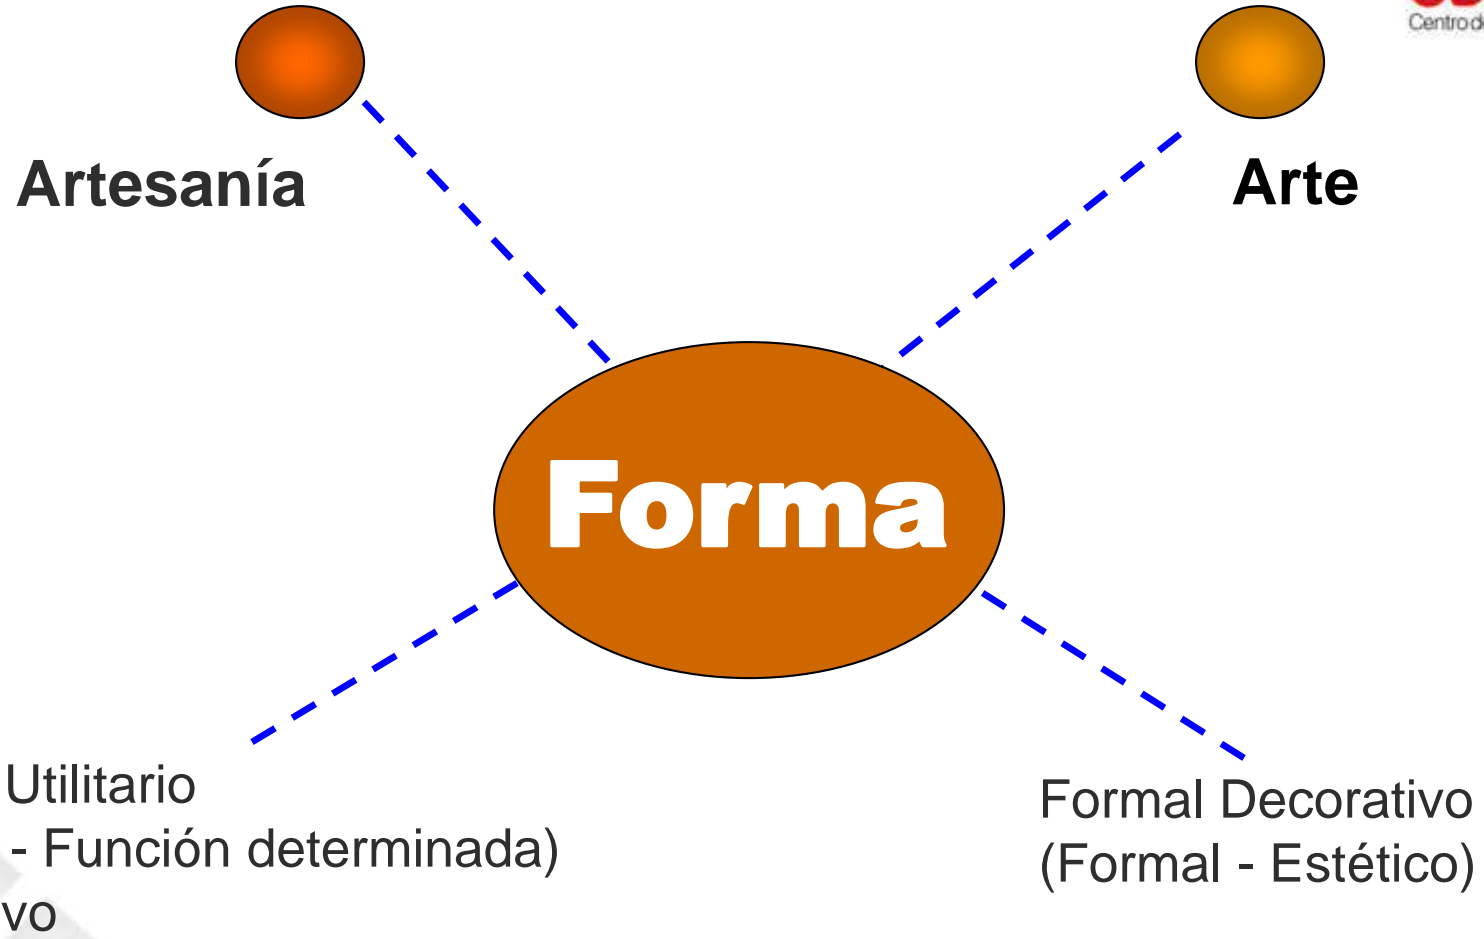 Centro d
Artesanía
Arte
Forma
Utilitario
- Función determinada)
vo
Formal Decorativo
(Formal - Estético)